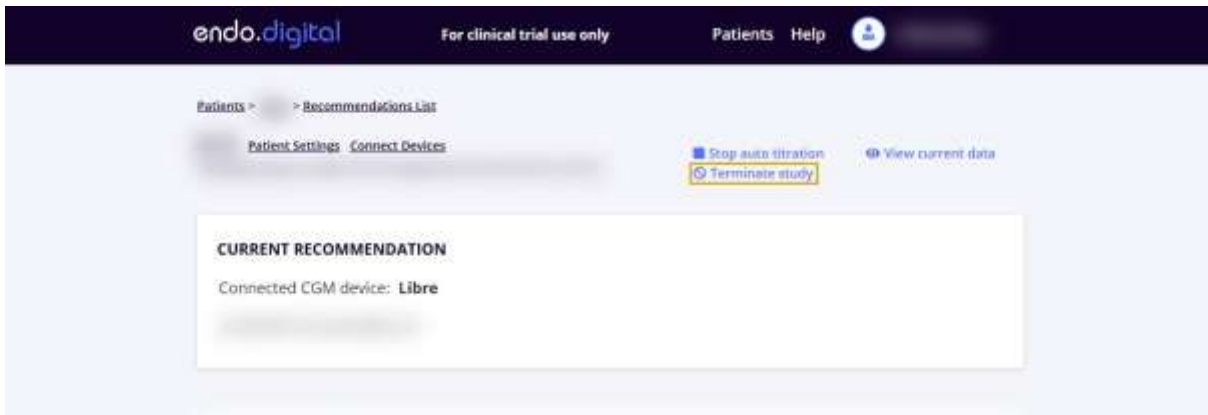 endo.digital For clinical trial use only Patients Help
Patients > > Recommendations List
Patient Settings Connect Devices
Stop auto titration View current data
Terminate study
CURRENT RECOMMENDATION
Connected CGM device: Libre